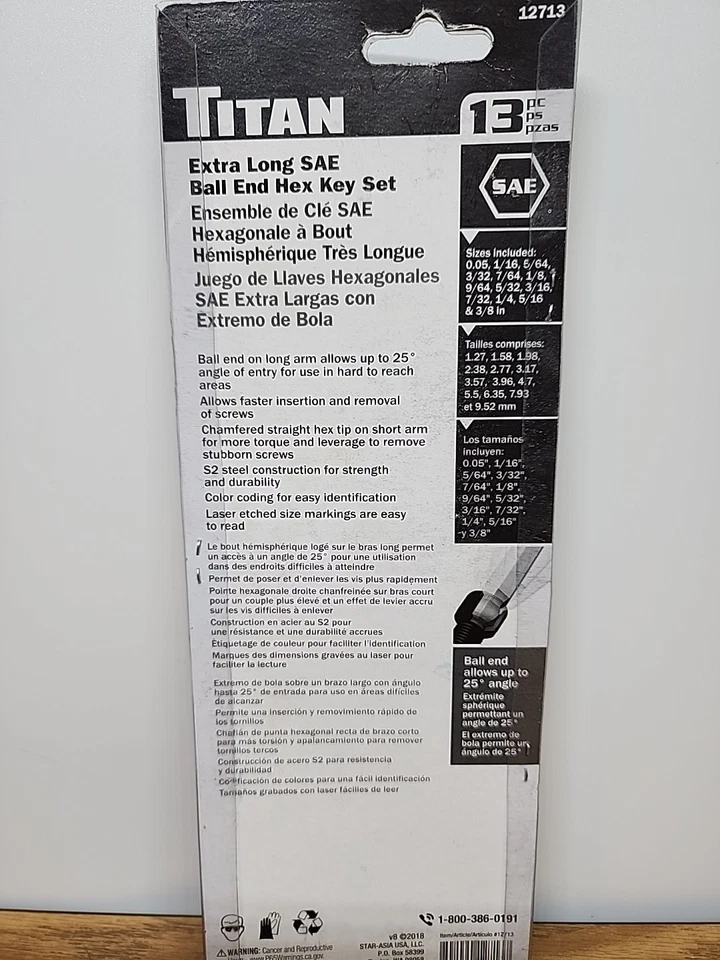 12713
TITAN
13 pc
ps
pzas
Extra Long SAE
Ball End Hex Key Set
Ensemble de Clé SAE
Hexagonale à Bout
Hémisphérique Très Longue
Juego de Llaves Hexagonales
SAE Extra Largas con
Extremo de Bola
SAE
Sizes included:
0.05, 1/16, 5/64,
3/32, 7/64, 1/8,
9/64, 5/32, 3/16,
7/32, 1/4, 5/16
& 3/8 in
Tailles comprises:
1.27, 1.58, 1.98,
2.38, 2.77, 3.17,
3.57, 3.96, 4.7,
5.5, 6.35, 7.93
et 9.52 mm
Los tamaños
incluyen:
0.05", 1/16",
5/64", 3/32",
7/64", 1/8",
9/64", 5/32",
3/16", 7/32",
1/4", 5/16"
y 3/8"
Ball end on long arm allows up to 25°
angle of entry for use in hard to reach
areas
Allows faster insertion and removal
of screws
Chamfered straight hex tip on short arm
for more torque and leverage to remove
stubborn screws
S2 steel construction for strength
and durability
Color coding for easy identification
Laser etched size markings are easy
to read
Le bout hémisphérique logé sur le bras long permet
un accès à un angle de 25° pour une utilisation
dans des endroits difficiles à atteindre
Permet de poser et d'enlever les vis plus rapidement
Pointe hexagonale droite chanfreinée sur bras court
pour un couple plus élevé et un effet de levier accru
sur les vis difficiles à enlever
Construction en acier au S2 pour
une résistance et une durabilité accrues
Étiquetage de couleur pour faciliter l'identification
Marques des dimensions gravées au laser pour
faciliter la lecture
Extremo de bola sobre un brazo largo con ángulo
hasta 25° de entrada para uso en áreas difíciles
de alcanzar
Permite una inserción y removimiento rápido de
los tornillos
Chaflán de punta hexagonal recta de brazo corto
para más torsión y apalancamiento para remover
tornillos tercos
Construcción de acero S2 para resistencia
y durabilidad
Codificación de colores para una fácil identificación
Tamaños grabados con laser fáciles de leer
Ball end
allows up to
25° angle
Extrémité
sphérique
permettant un
angle de 25°
El extremo de
bola permite un
ángulo de 25°
1-800-386-0191
v8 ©2018
STAR-ASIA USA, LLC.
P.O. Box 58399
Item/Article/Artículo #12713
WARNING: Cancer and Reproductive
www.P65Warnings.ca.gov